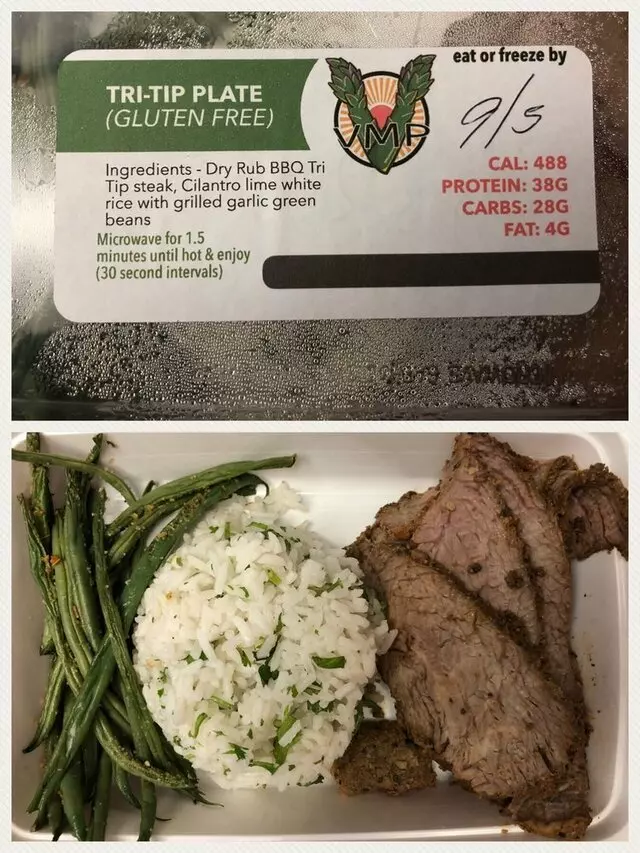 eat or freeze by
9/5
TRI-TIP PLATE
(GLUTEN FREE)
VMP
Ingredients - Dry Rub BBQ Tri
Tip steak, Cilantro lime white
rice with grilled garlic green
beans
Microwave for 1.5
minutes until hot & enjoy
(30 second intervals)
CAL: 488
PROTEIN: 38G
CARBS: 28G
FAT: 4G